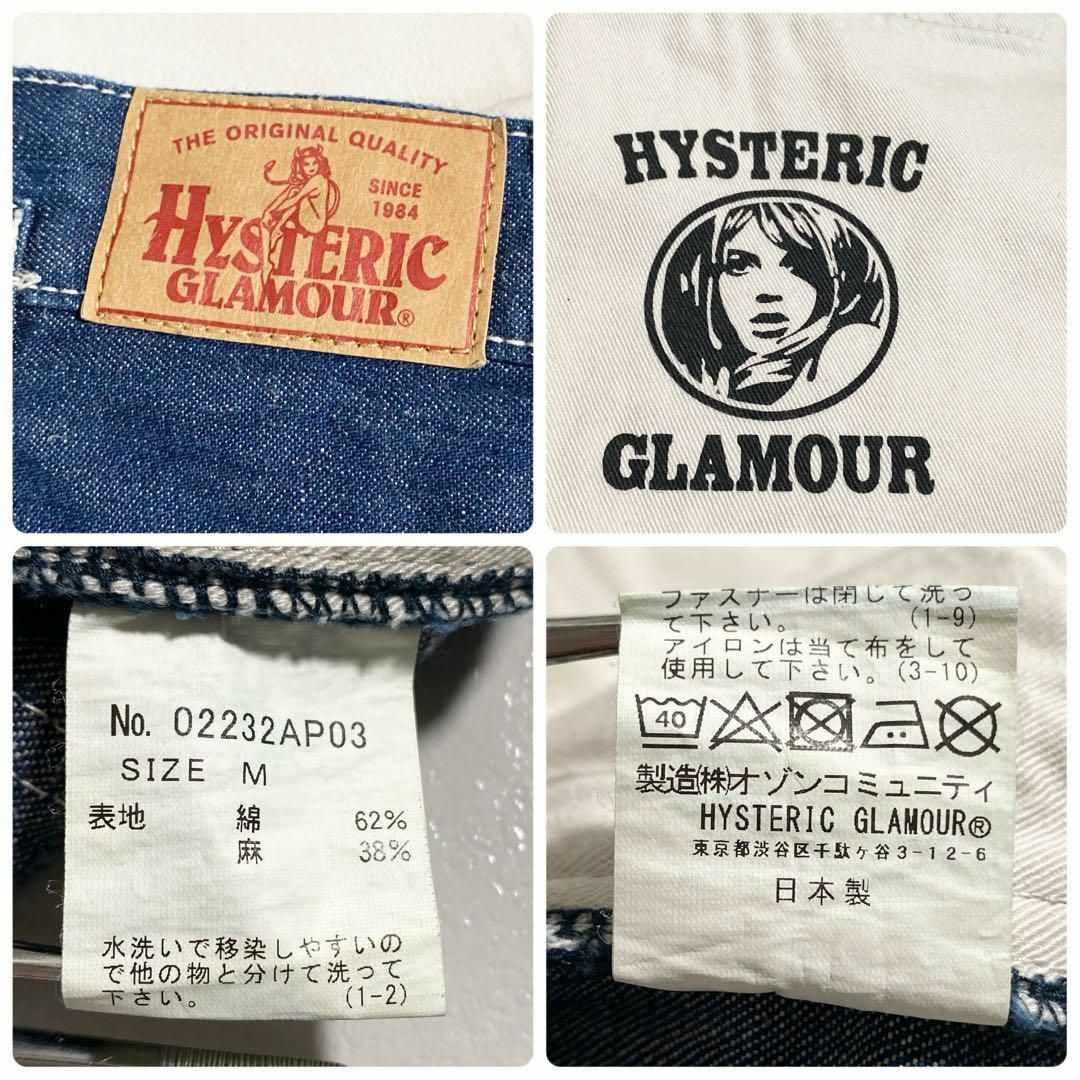 THE ORIGINAL QUALITY
SINCE
1984
HYSTERIC
GLAMOUR®
HYSTERIC
GLAMOUR
No. 02232AP03
SIZE M
表地 綿 62%
麻 38%
水洗いで移染しやすいの
で他の物と分けて洗って
下さい。 (1-2)
ファスナーは閉じて洗っ
て下さい。 (1-9)
アイロンは当て布をして
使用して下さい。(3-10)
40
製造(株)オゾンコミュニティ
HYSTERIC GLAMOUR®
東京都渋谷区千駄ヶ谷3-12-6
日本製